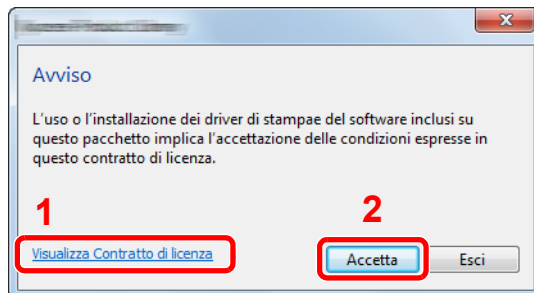 Avviso
L'uso o l'installazione dei driver di stampae del software inclusi su
questo pacchetto implica l'accettazione delle condizioni espresse in
questo contratto di licenza.
1
2
Visualizza Contratto di licenza
Accetta
Esci